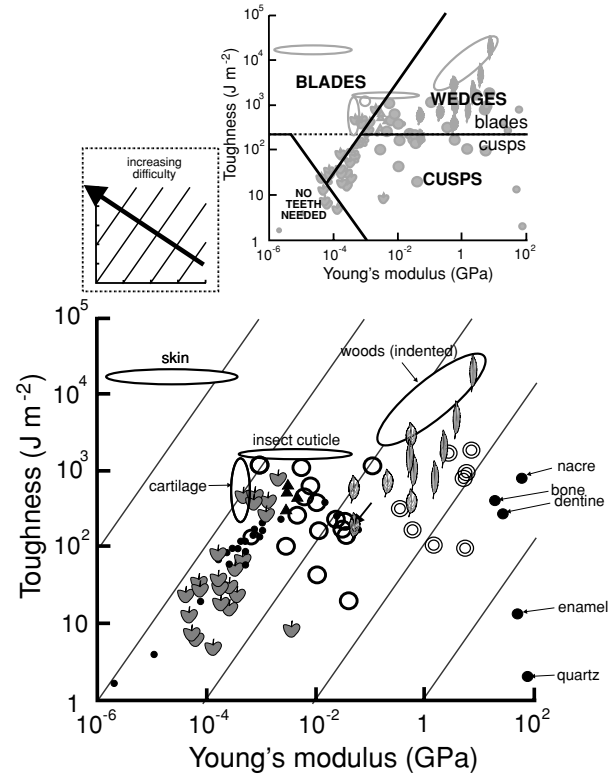 10^5
10^4
10^3
10^2
10
1
Toughness (J m^-2)
BLADES
WEDGES
blades
cusps
CUSPS
NO
TEETH
NEEDED
10^-6
10^-4
10^-2
1
10^2
Young's modulus (GPa)
increasing
difficulty
10^5
10^4
10^3
10^2
10
1
Toughness (J m^-2)
skin
woods (indented)
insect cuticle
cartilage
nacre
bone
dentine
enamel
quartz
10^-6
10^-4
10^-2
1
10^2
Young's modulus (GPa)